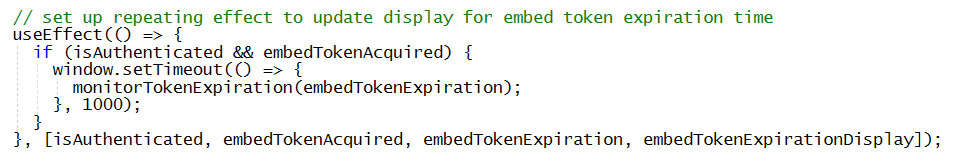 // set up repeating effect to update display for embed token expiration time
useEffect(() => {
  if (isAuthenticated && embedTokenAcquired) {
    window.setTimeout(() => {
      monitorTokenExpiration(embedTokenExpiration);
    }, 1000);
  }
}, [isAuthenticated, embedTokenAcquired, embedTokenExpiration, embedTokenExpirationDisplay]);